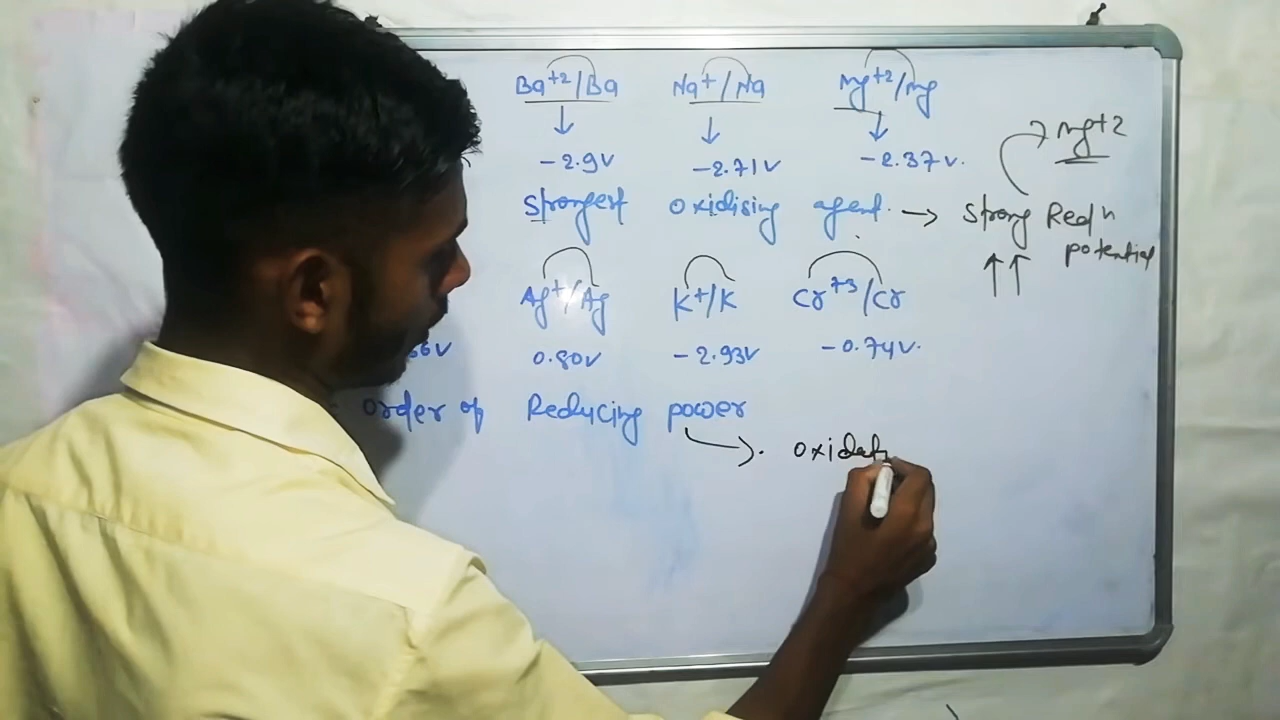 Ba+2/Ba Na+/Na Mg+2/Mg
Mg+2
-2.9V -2.71V -2.37V.
Strongest oxidising agent. → Strong Redn
potential
Ag+/Ag K+/K Cr+3/Cr
66V 0.80V -2.93V -0.74V.
order of Reducing power